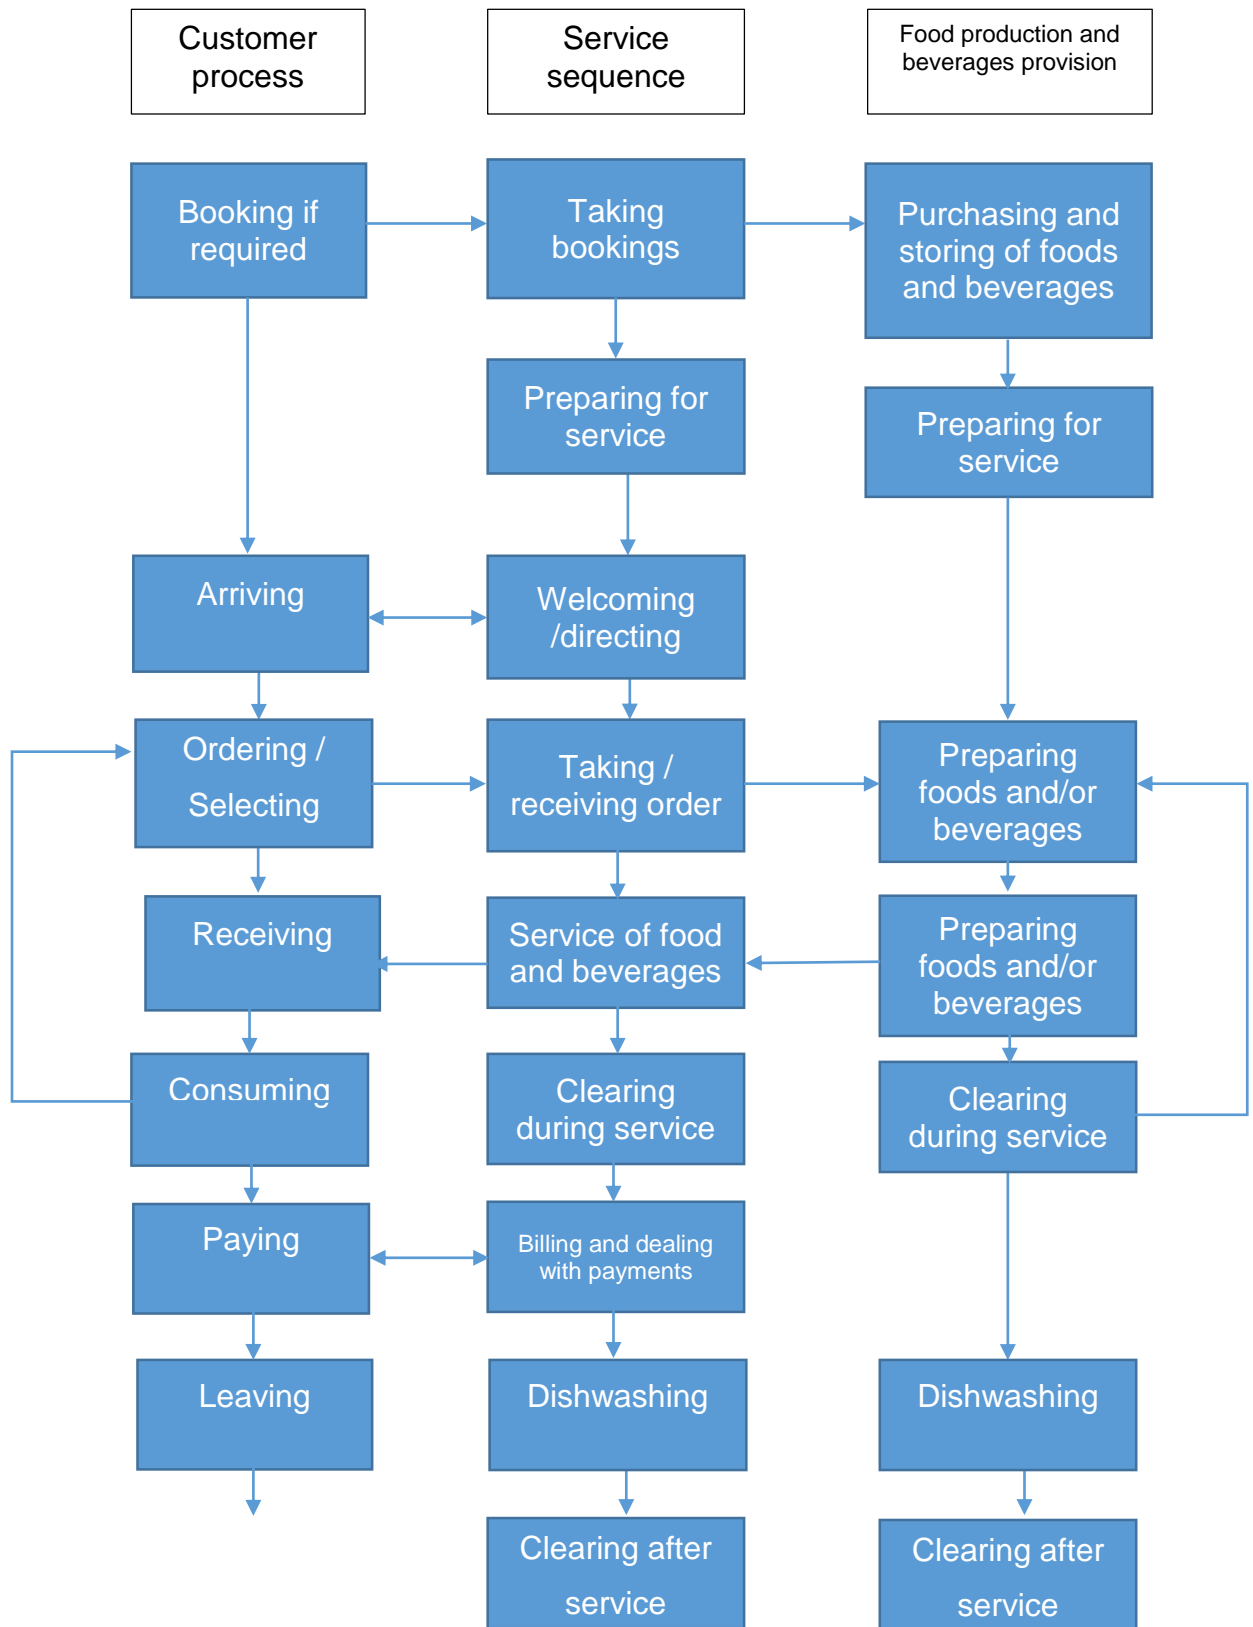 Customer
process
Service
sequence
Food production and
beverages provision
Booking if
required
Taking
bookings
Purchasing and
storing of foods
and beverages
Preparing for
service
Preparing for
service
Arriving
Welcoming
/directing
Ordering /
Selecting
Taking /
receiving order
Preparing
foods and/or
beverages
Receiving
Service of food
and beverages
Preparing
foods and/or
beverages
Consuming
Clearing
during service
Clearing
during service
Paying
Billing and dealing
with payments
Leaving
Dishwashing
Dishwashing
Clearing after
service
Clearing after
service